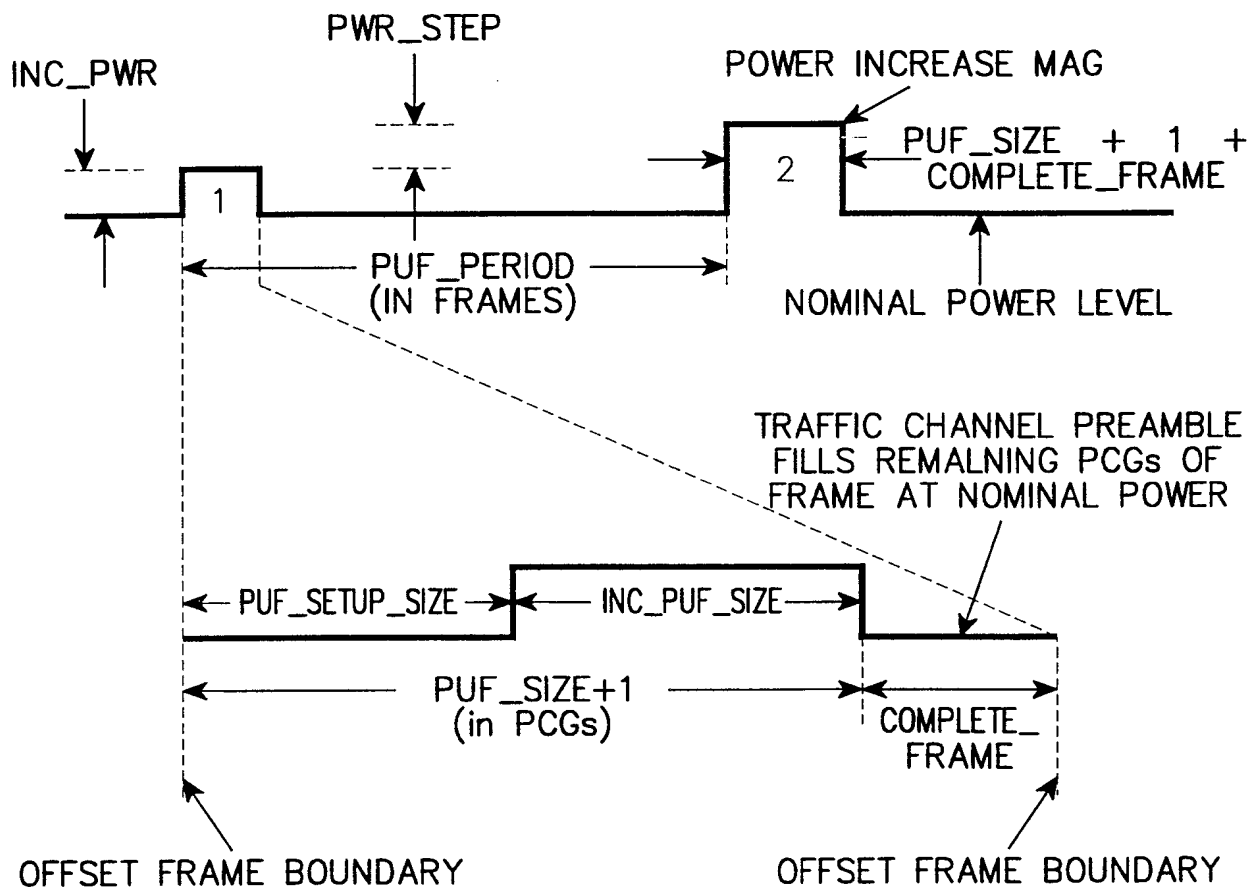 PWR_STEP
INC_PWR
POWER INCREASE MAG
PUF_SIZE + 1 +
COMPLETE_FRAME
1
2
PUF_PERIOD
(IN FRAMES)
NOMINAL POWER LEVEL
TRAFFIC CHANNEL PREAMBLE
FILLS REMALNING PCGs OF
FRAME AT NOMINAL POWER
PUF_SETUP_SIZE
INC_PUF_SIZE
PUF_SIZE+1
(in PCGs)
COMPLETE_
FRAME
OFFSET FRAME BOUNDARY
OFFSET FRAME BOUNDARY